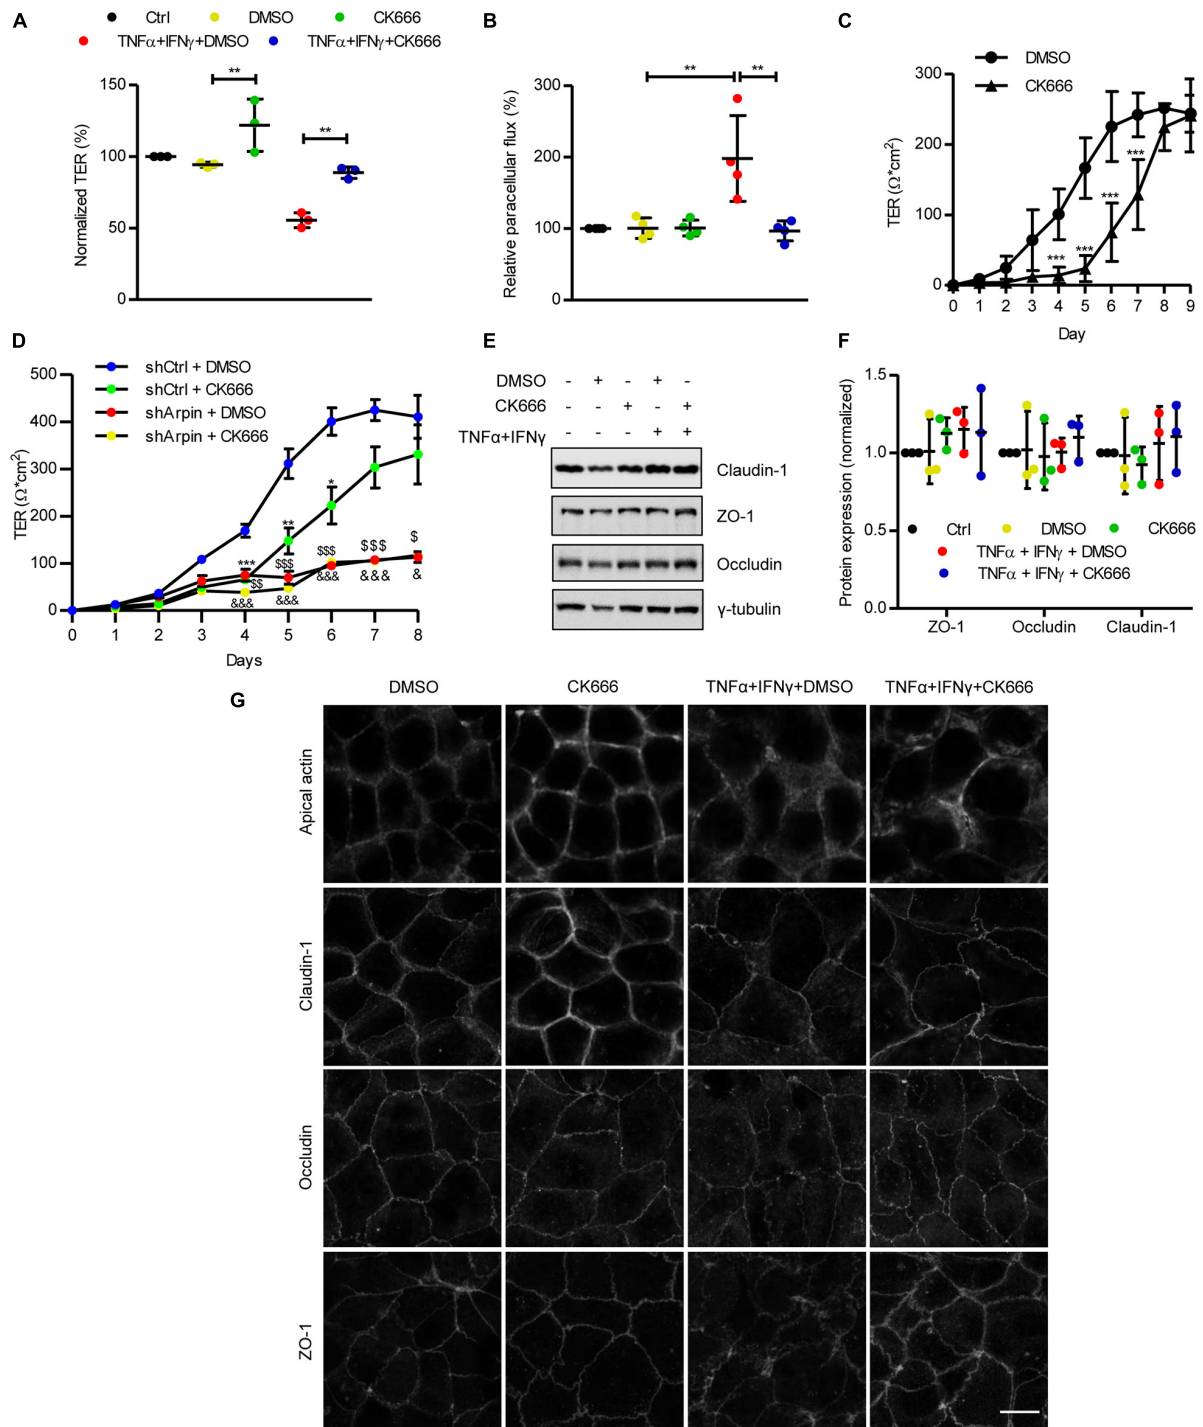 A
Ctrl DMSO CK666
TNFα+IFNγ+DMSO TNFα+IFNγ+CK666
**
**
Normalized TER (%)
150
100
50
0
B
** **
Relative paracellular flux (%)
300
200
100
0
C
DMSO
CK666
TER (Ω*cm2)
300
200
100
0
***
***
***
***
0 1 2 3 4 5 6 7 8 9
Day
D
shCtrl + DMSO
shCtrl + CK666
shArpin + DMSO
shArpin + CK666
TER (Ω*cm2)
500
400
300
200
100
0
*
**
***
$$
$$$
$$$
$$$
$
&&&
&&&
&&&
&&&
&
0 1 2 3 4 5 6 7 8
Days
E
DMSO - + - + -
CK666 - - + - +
TNFα+IFNγ - - - + +
Claudin-1
ZO-1
Occludin
γ-tubulin
F
Protein expression (normalized)
1.5
1.0
0.5
0.0
Ctrl DMSO CK666
TNFα + IFNγ + DMSO
TNFα + IFNγ + CK666
ZO-1 Occludin Claudin-1
G
DMSO CK666 TNFα+IFNγ+DMSO TNFα+IFNγ+CK666
Apical actin
Claudin-1
Occludin
ZO-1